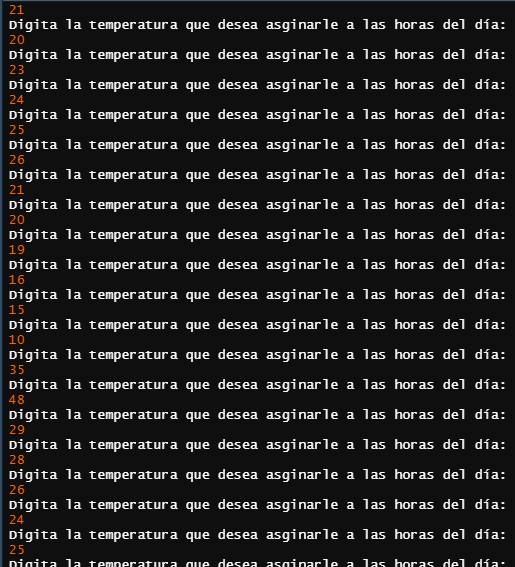 21
Digita la temperatura que desea asginarle a las horas del día:
20
Digita la temperatura que desea asginarle a las horas del día:
23
Digita la temperatura que desea asginarle a las horas del día:
24
Digita la temperatura que desea asginarle a las horas del día:
25
Digita la temperatura que desea asginarle a las horas del día:
26
Digita la temperatura que desea asginarle a las horas del día:
21
Digita la temperatura que desea asginarle a las horas del día:
20
Digita la temperatura que desea asginarle a las horas del día:
19
Digita la temperatura que desea asginarle a las horas del día:
16
Digita la temperatura que desea asginarle a las horas del día:
15
Digita la temperatura que desea asginarle a las horas del día:
10
Digita la temperatura que desea asginarle a las horas del día:
35
Digita la temperatura que desea asginarle a las horas del día:
48
Digita la temperatura que desea asginarle a las horas del día:
29
Digita la temperatura que desea asginarle a las horas del día:
28
Digita la temperatura que desea asginarle a las horas del día:
26
Digita la temperatura que desea asginarle a las horas del día:
24
Digita la temperatura que desea asginarle a las horas del día:
25
Digita la temperatura que desea asginarle a las horas del día: